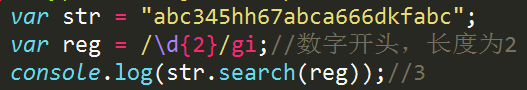 var str = "abc345hh67abca666dkfabc";
var reg = /\d{2}/gi;//数字开头，长度为2
console.log(str.search(reg));//3